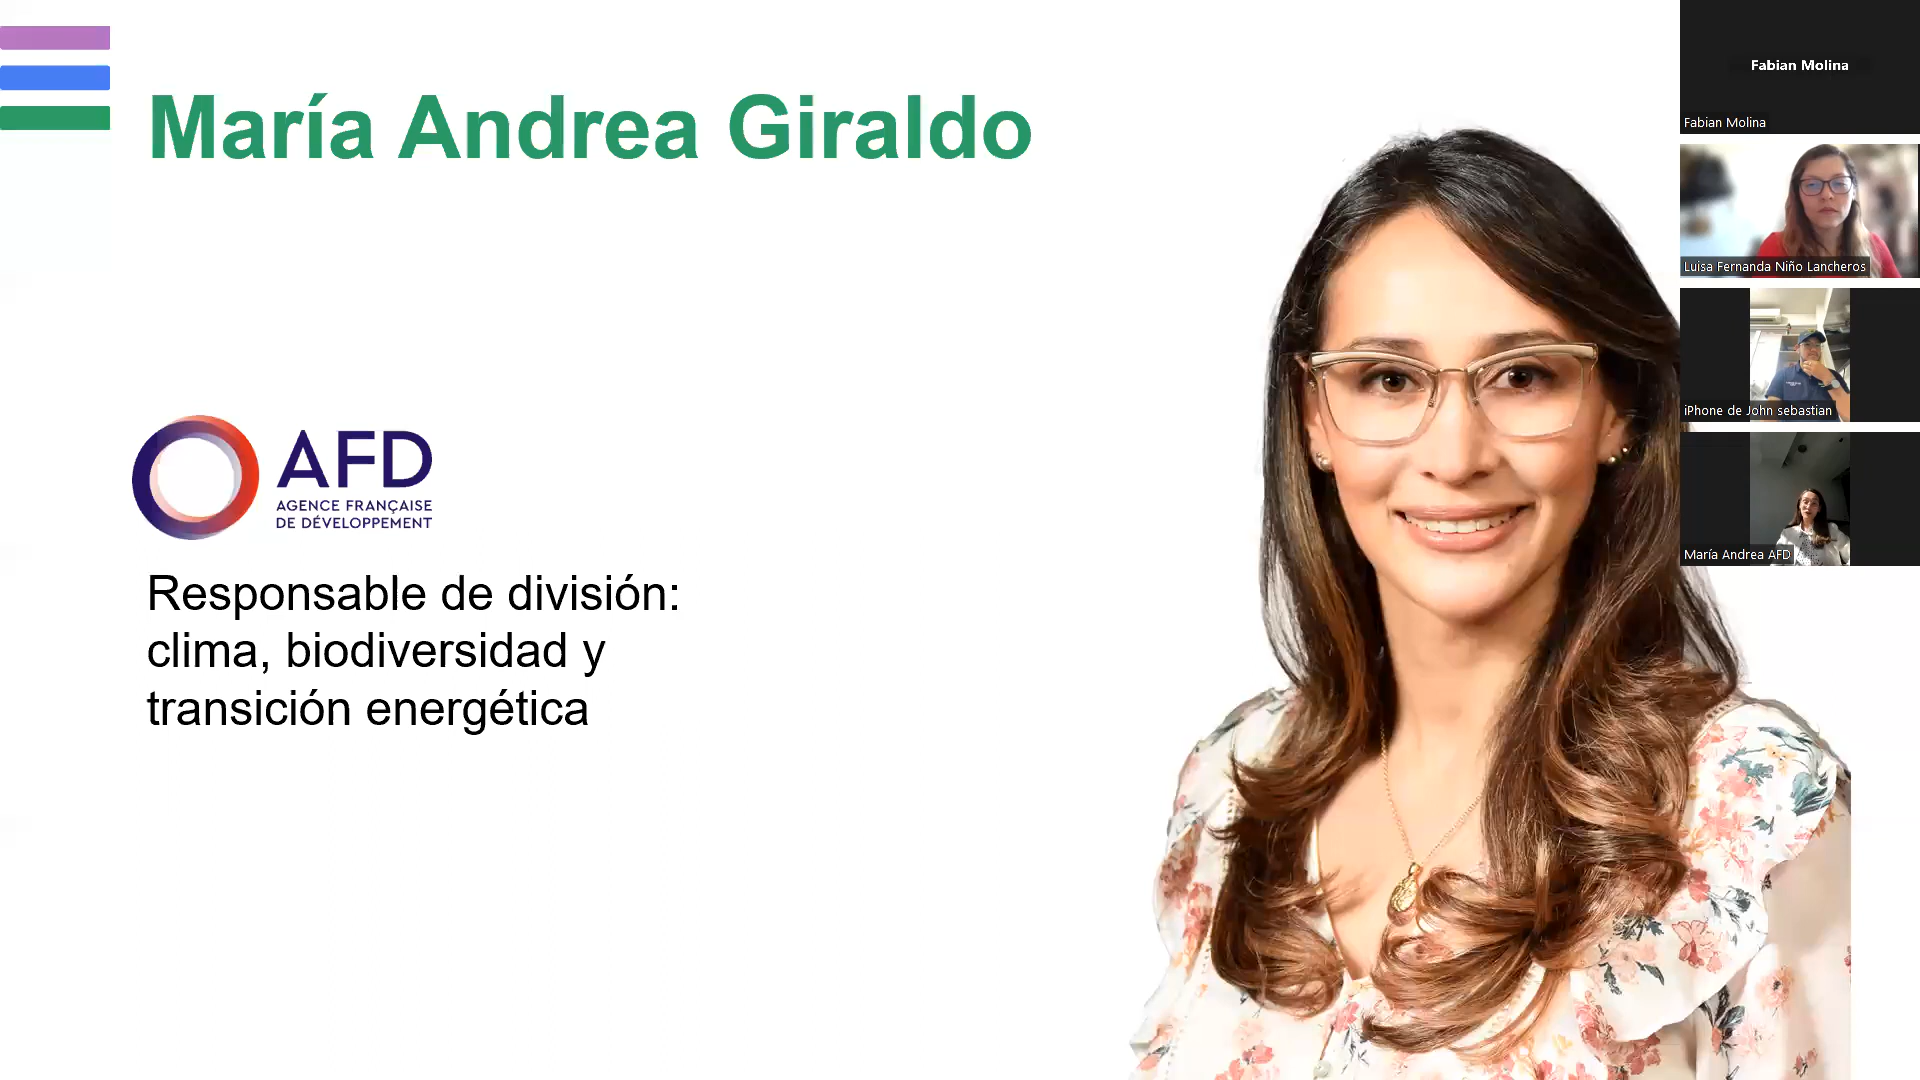 María Andrea Giraldo
AFD
AGENCE FRANÇAISE
DE DÉVELOPPEMENT
Responsable de división:
clima, biodiversidad y
transición energética
Fabian Molina
Fabian Molina
Luisa Fernanda Niño Lancheros
iPhone de John sebastian
María Andrea AFD